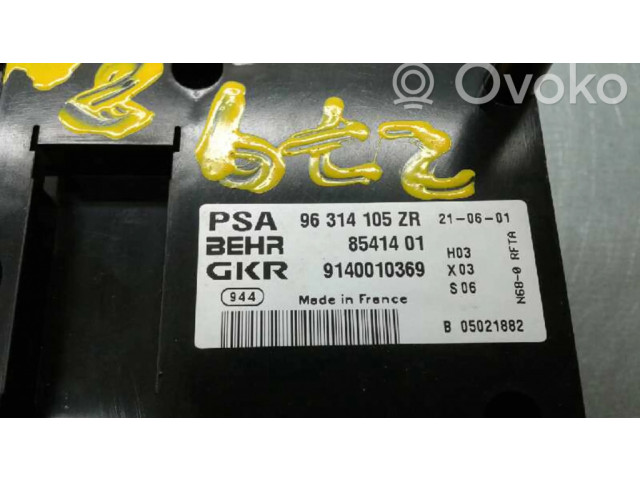 Ovoko
PSA 96 314 105 ZR 21-06-01
BEHR 85414 01 H03
GKR 9140010369 X03
S06
944 Made in France
B 05021882
N68-0 RFTA